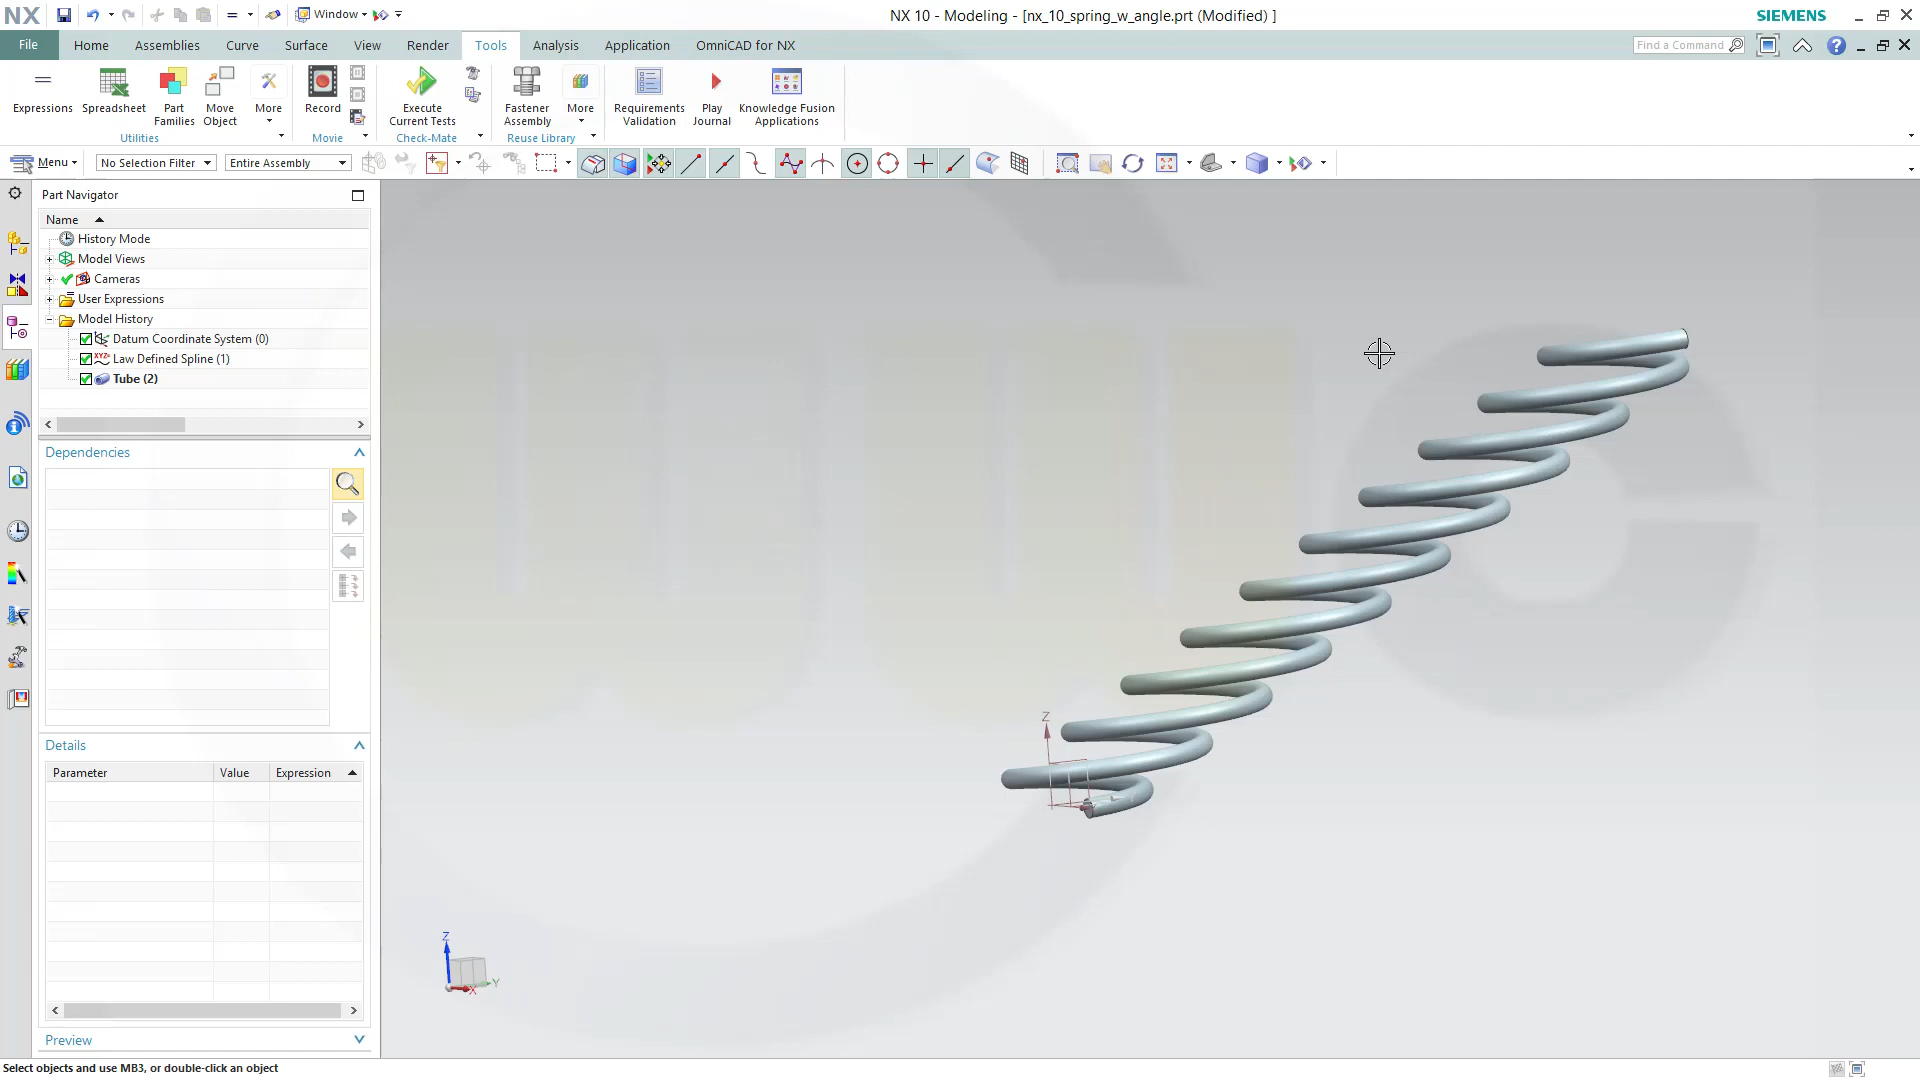 NX
Window
NX 10 - Modeling - [nx_10_spring_w_angle.prt (Modified) ]
SIEMENS
File
Home
Assemblies
Curve
Surface
View
Render
Tools
Analysis
Application
OmniCAD for NX
Find a Command
Expressions
Spreadsheet
Part Families
Move Object
More
Record
Execute Current Tests
Fastener Assembly
More
Requirements Validation
Play Journal
Knowledge Fusion Applications
Utilities
Movie
Check-Mate
Reuse Library
Menu
No Selection Filter
Entire Assembly
Part Navigator
Name
History Mode
Model Views
Cameras
User Expressions
Model History
Datum Coordinate System (0)
Law Defined Spline (1)
Tube (2)
Dependencies
Details
Parameter
Value
Expression
Preview
Z
Z
Y
X
Select objects and use MB3, or double-click an object